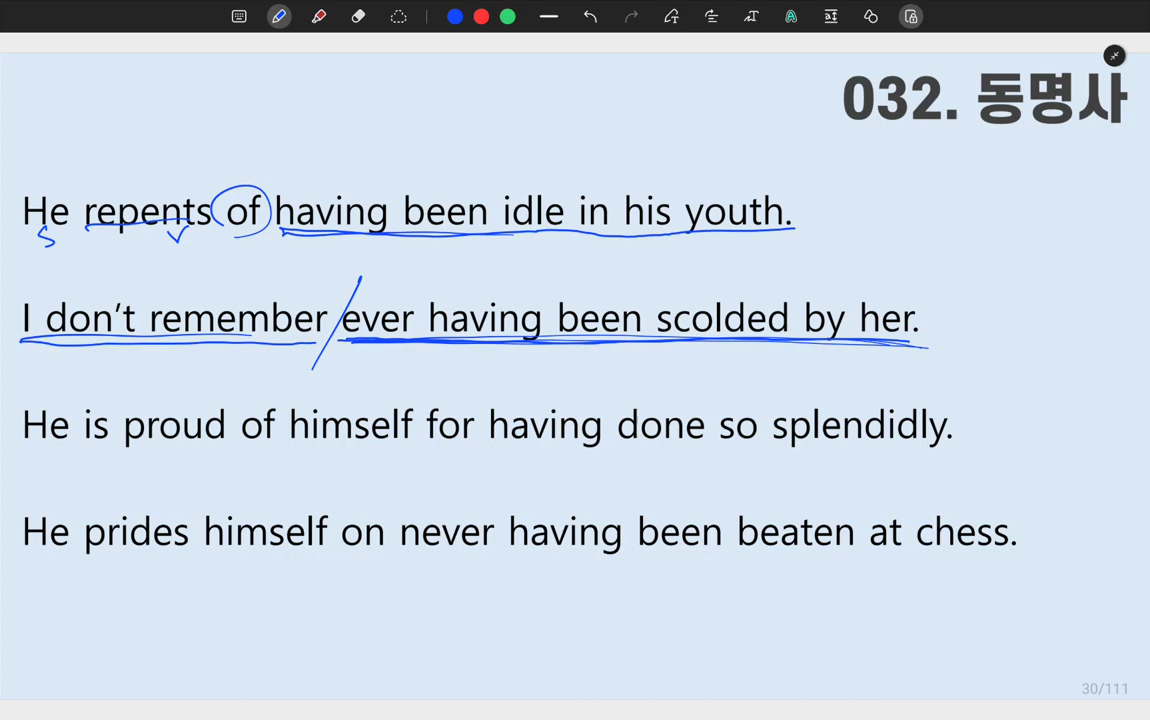 032. 동명사
He repents of having been idle in his youth.
S V
I don't remember / ever having been scolded by her.
He is proud of himself for having done so splendidly.
He prides himself on never having been beaten at chess.
30/111